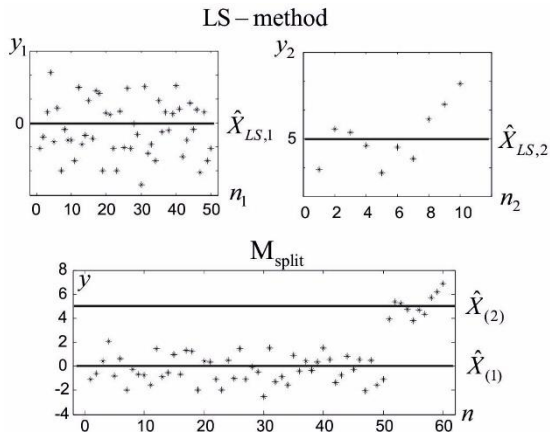 LS – method
y₁
0
X̂_{LS,1}
n₁
0 10 20 30 40 50
y₂
5
X̂_{LS,2}
n₂
0 2 4 6 8 10
M_{split}
y
8
6
4
2
0
-2
-4
X̂_{(2)}
X̂_{(1)}
n
0 10 20 30 40 50 60